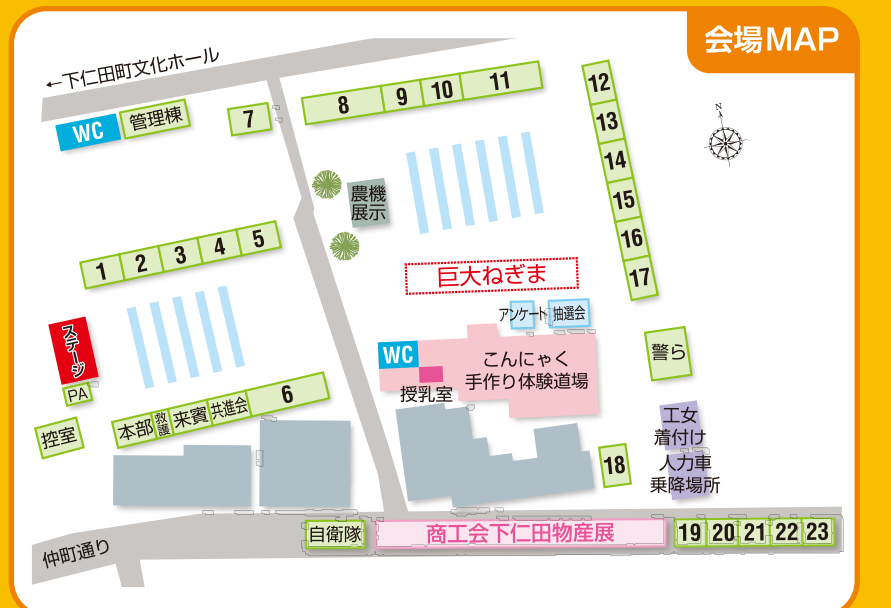 会場MAP
←下仁田町文化ホール
WC
管理棟
7
8
9
10
11
12
13
14
15
16
17
N
農機
展示
1
2
3
4
5
巨大ねぎま
アンケート
抽選会
ステージ
PA
控室
本部
救護
来賓
共進会
6
WC
授乳室
こんにゃく
手作り体験道場
警ら
工女
着付け
人力車
乗降場所
18
自衛隊
商工会下仁田物産展
19
20
21
22
23
仲町通り